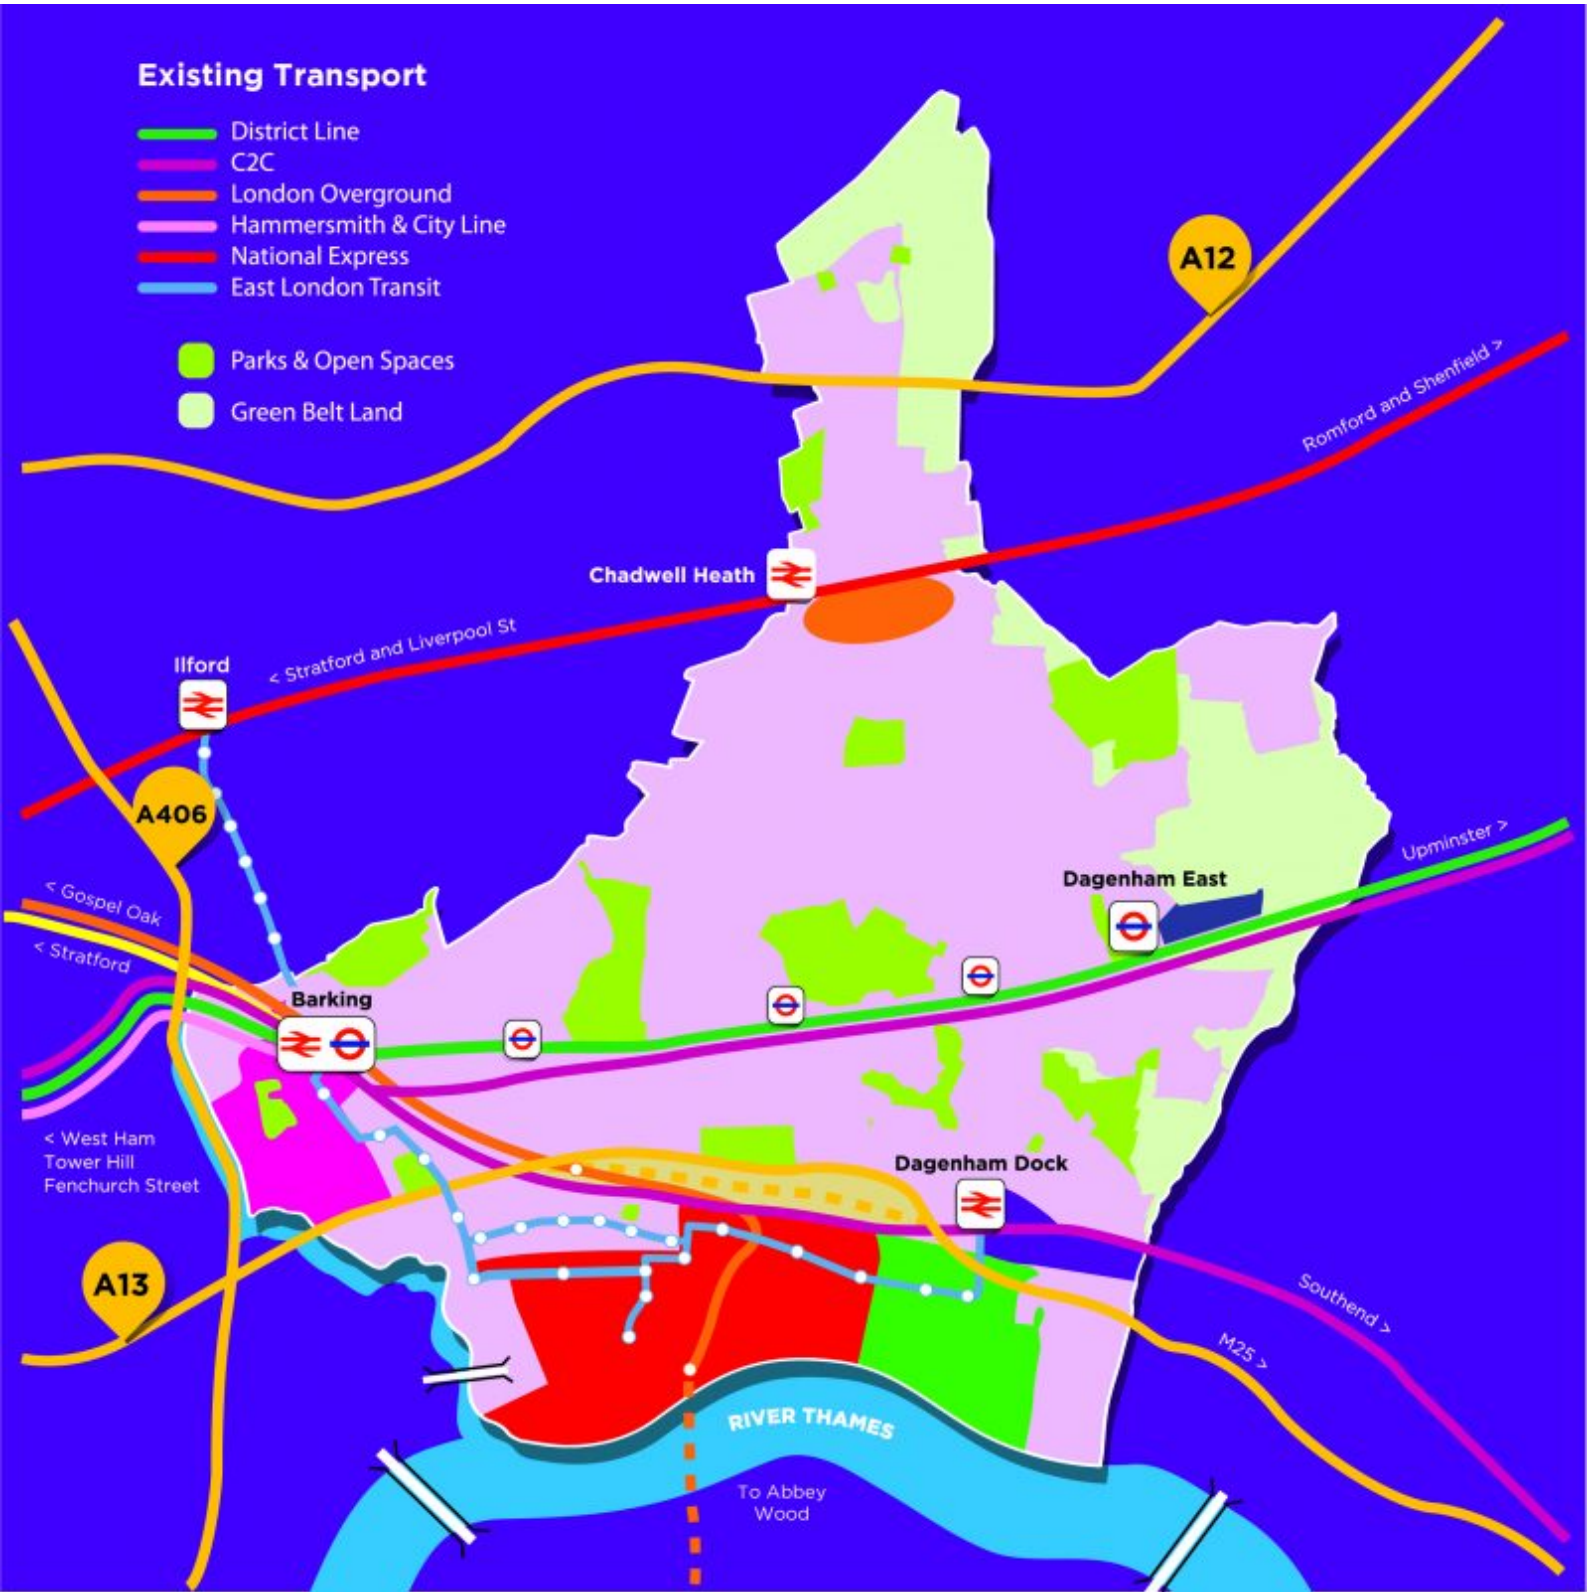 Existing Transport
District Line
C2C
London Overground
Hammersmith & City Line
National Express
East London Transit
Parks & Open Spaces
Green Belt Land
A12
Romford and Shenfield >
Chadwell Heath
< Stratford and Liverpool St
Ilford
A406
Upminster >
Dagenham East
< Gospel Oak
< Stratford
Barking
< West Ham
Tower Hill
Fenchurch Street
Dagenham Dock
A13
Southend >
M25 >
RIVER THAMES
To Abbey
Wood